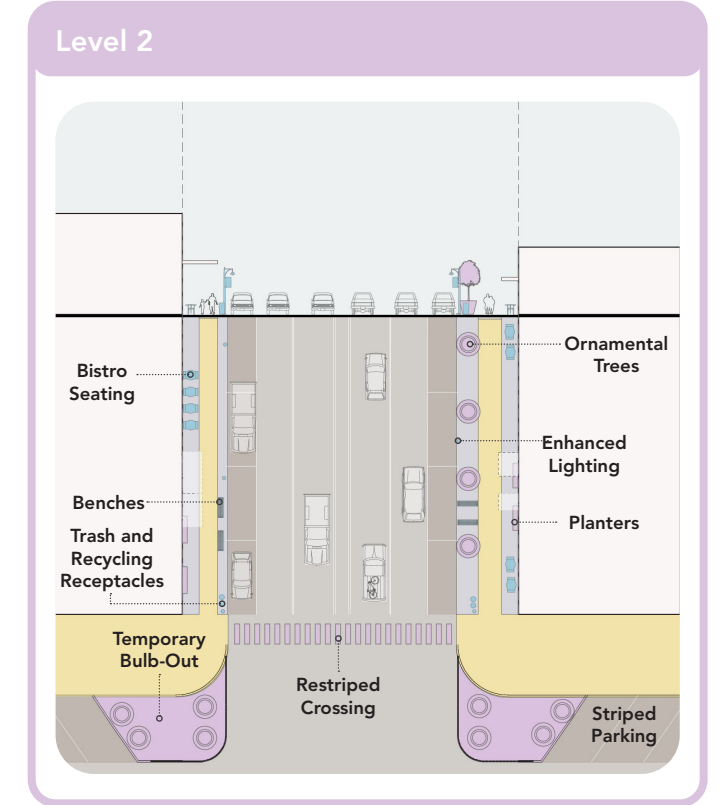 Level 2
Ornamental
Trees
Bistro
Seating
Enhanced
Lighting
Benches
Planters
Trash and
Recycling
Receptacles
Temporary
Bulb-Out
Restriped
Crossing
Striped
Parking